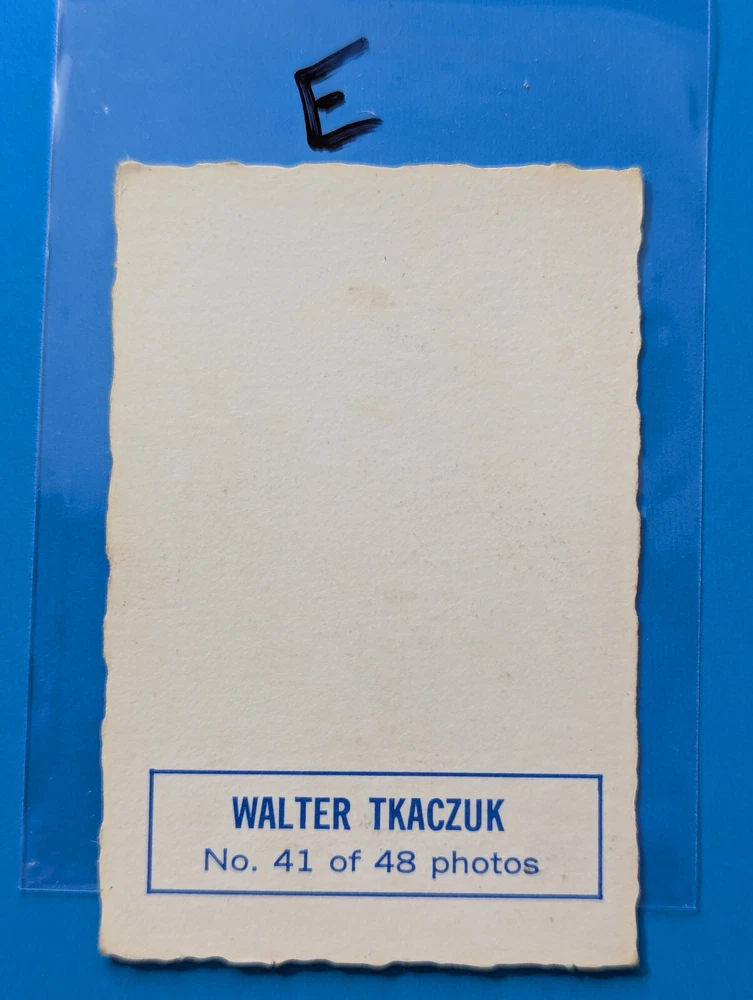 E
WALTER TKACZUK
No. 41 of 48 photos